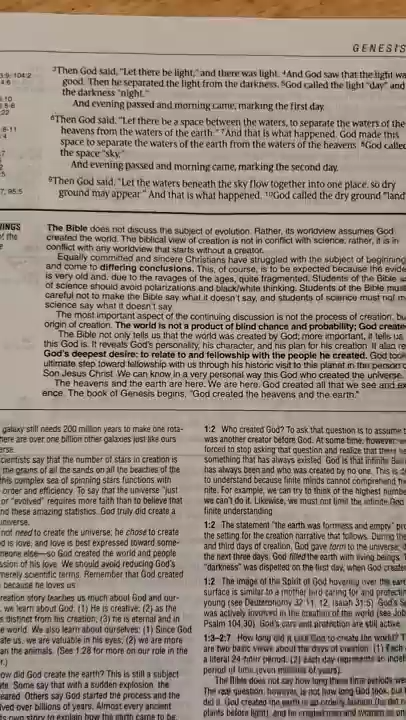 GENESIS
3Then God said, "Let there be light," and there was light. 4And God saw that the light wa
good. Then he separated the light from the darkness. 5God called the light "day" and
the darkness "night."
And evening passed and morning came, marking the first day.
6Then God said, "Let there be a space between the waters, to separate the waters of the
heavens from the waters of the earth." 7And that is what happened. God made this
space to separate the waters of the earth from the waters of the heavens. 8God called
the space "sky."
And evening passed and morning came, marking the second day.
9Then God said, "Let the waters beneath the sky flow together into one place, so dry
ground may appear." And that is what happened. 10God called the dry ground "land
INGS
The Bible does not discuss the subject of evolution. Rather, its worldview assumes God
created the world. The biblical view of creation is not in conflict with science; rather, it is in
conflict with any worldview that starts without a creator.
Equally committed and sincere Christians have struggled with the subject of beginning
and come to differing conclusions. This, of course, is to be expected because the evid
is very old and, due to the ravages of the ages, quite fragmented. Students of the Bible
of science should avoid polarizations and black/white thinking. Students of the Bible mus
careful not to make the Bible say what it doesn't say, and students of science must not m
science say what it doesn't say.
The most important aspect of the continuing discussion is not the process of creation, bu
origin of creation. The world is not a product of blind chance and probability; God create
The Bible not only tells us that the world was created by God; more important, it tells us
this God is. It reveals God's personality, his character, and his plan for his creation. It also re
God's deepest desire: to relate to and fellowship with the people he created. God took
ultimate step toward fellowship with us through his historic visit to this planet in the person
Son Jesus Christ. We can know in a very personal way this God who created the universe.
The heavens and the earth are here. We are here. God created all that we see and ex
ence. The book of Genesis begins, "God created the heavens and the earth."
galaxy still needs 200 million years to make one rota-
here are over one billion other galaxies just like ours
erse.
cientists say that the number of stars in creation is
the grains of all the sands on all the beaches of the
his complex sea of spinning stars functions with
order and efficiency. To say that the universe "just
or "evolved" requires more faith than to believe that
nd these amazing statistics. God truly did create a
universe.
not need to create the universe; he chose to create
d is love, and love is best expressed toward some-
meone else—so God created the world and people
ssion of his love. We should avoid reducing God's
merely scientific terms. Remember that God created
because he loves us
reation story teaches us much about God and our-
, we learn about God: (1) He is creative; (2) as the
s distinct from his creation; (3) he is eternal and in
e world. We also learn about ourselves: (1) Since God
ate us, we are valuable in his eyes; (2) we are more
an the animals. (See 1:28 for more on our role in the
r.)
ow did God create the earth? This is still a subject
te. Some say that with a sudden explosion, the
eared. Others say God started the process and the
lved over billions of years. Almost every ancient
s own story to explain how the earth came to be.
1:2 Who created God? To ask that question is to assume t
was another creator before God. At some time, however, we
forced to stop asking that question and realize that there
something that has always existed. God is that infinite Bein
has always been and who was created by no one. This is d
to understand because finite minds cannot comprehend the
nite. For example, we can try to think of the highest numbe
we can't do it. Likewise, we must not limit the infinite God
finite understanding
1:2 The statement "the earth was formless and empty" pro
the setting for the creation narrative that follows. During the
and third days of creation, God gave form to the universe;
the next three days, God filled the earth with living beings.
"darkness" was dispelled on the first day, when God create
1:2 The image of the Spirit of God hovering over the eart
surface is similar to a mother bird caring for and protectin
young (see Deuteronomy 32:11, 12; Isaiah 31:5). God's S
was actively involved in the creation of the world (see Job
Psalm 104:30). God's care and protection are still active.
1:3-2:7 How long did it take God to create the world?
are two basic views about the days of creation: (1) Each
a literal 24-hour period; (2) each day represents an indefi
period of time (even millions of years).
The Bible does not say how long these time periods we
The real question, however, is not how long God took, but
did it. God created the earth in an orderly fashion (he did
plants before light), and he created men and women as